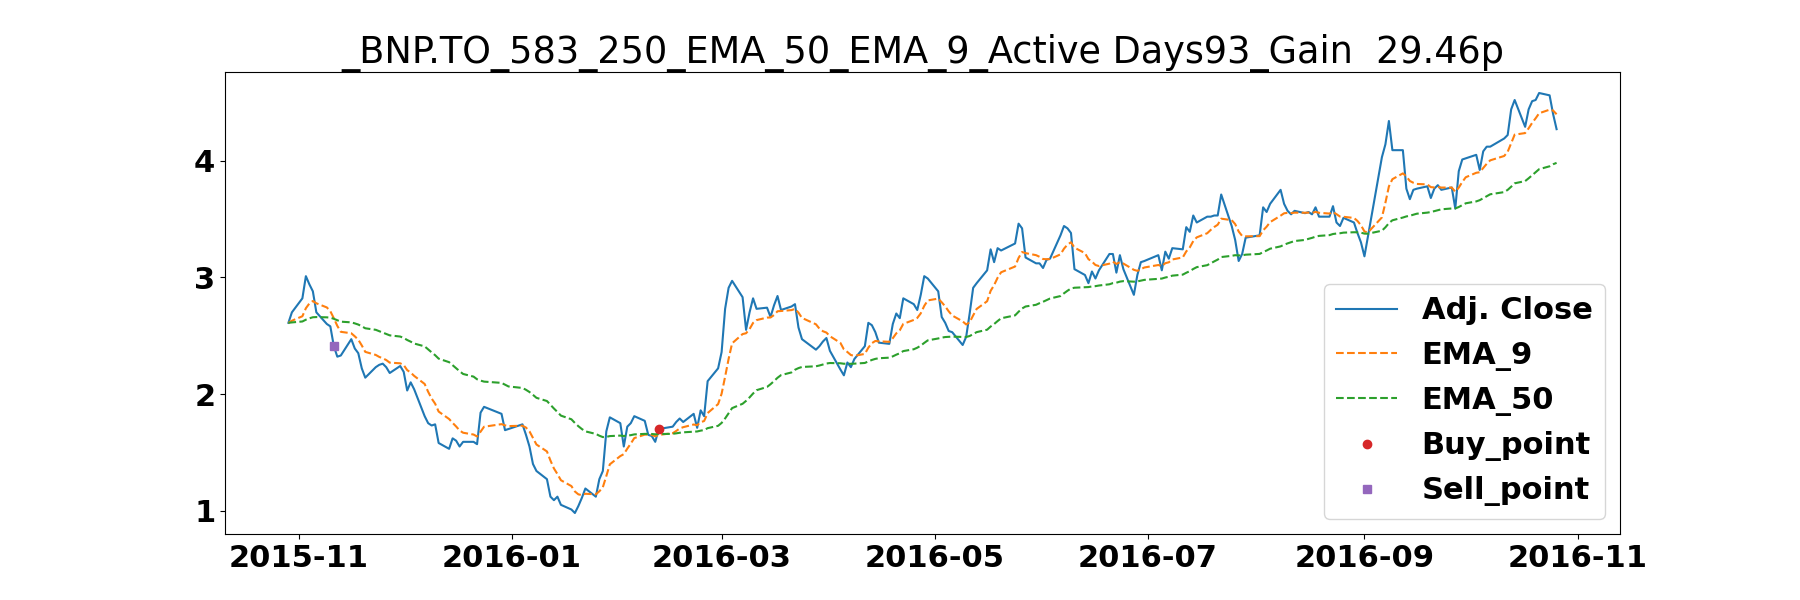 _BNP.TO_583_250_EMA_50_EMA_9_Active Days93_Gain  29.46p
4
3
2
1
Adj. Close
EMA_9
EMA_50
Buy_point
Sell_point
2015-11 2016-01 2016-03 2016-05 2016-07 2016-09 2016-11